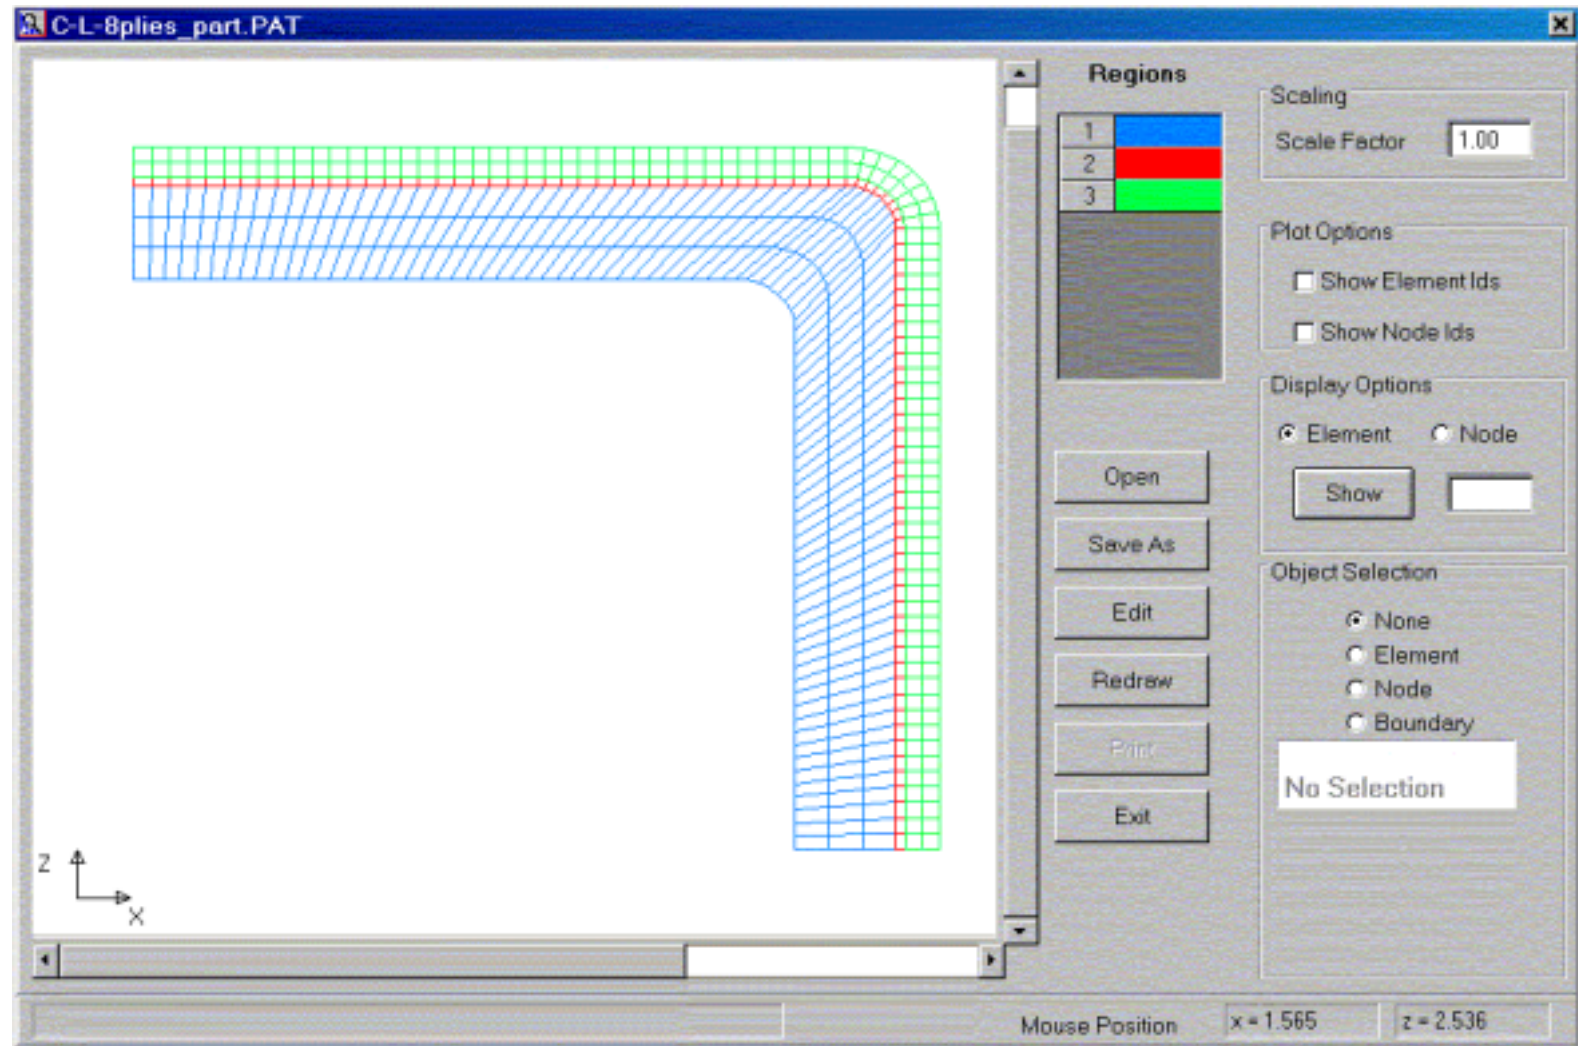 C-L-8plies_part.PAT
Regions
1
2
3
Scaling
Scale Factor 1.00
Plot Options
Show Element Ids
Show Node Ids
Display Options
Element Node
Show
Open
Save As
Edit
Redraw
Print
Exit
Object Selection
None
Element
Node
Boundary
No Selection
Z
X
Mouse Position x = 1.565 z = 2.536